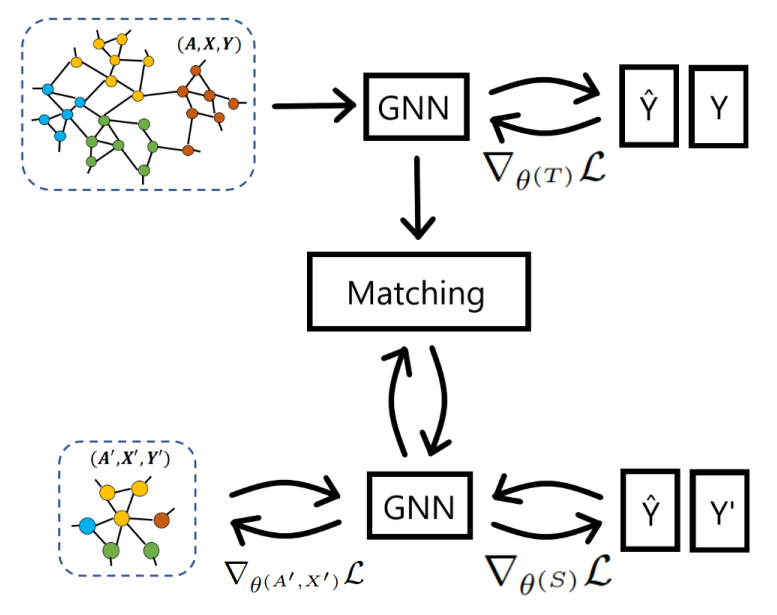 (A,X,Y)
GNN
Ŷ
Y
∇θ(T)ℒ
Matching
(A′,X′,Y′)
GNN
Ŷ
Y'
∇θ(A′,X′)ℒ
∇θ(S)ℒ